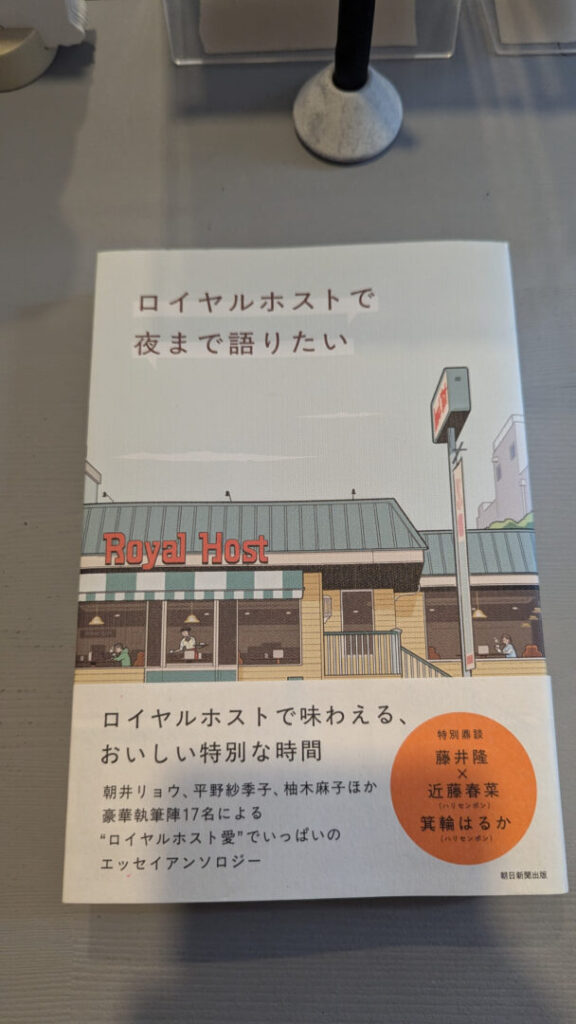 ロイヤルホストで
夜まで語りたい
Royal Host
ロイヤルホストで味わえる、
おいしい特別な時間
朝井リョウ、平野紗季子、柚木麻子ほか
豪華執筆陣17名による
“ロイヤルホスト愛”でいっぱいの
エッセイアンソロジー
特別鼎談
藤井隆
×
近藤春菜
(ハリセンボン)
箕輪はるか
(ハリセンボン)
朝日新聞出版